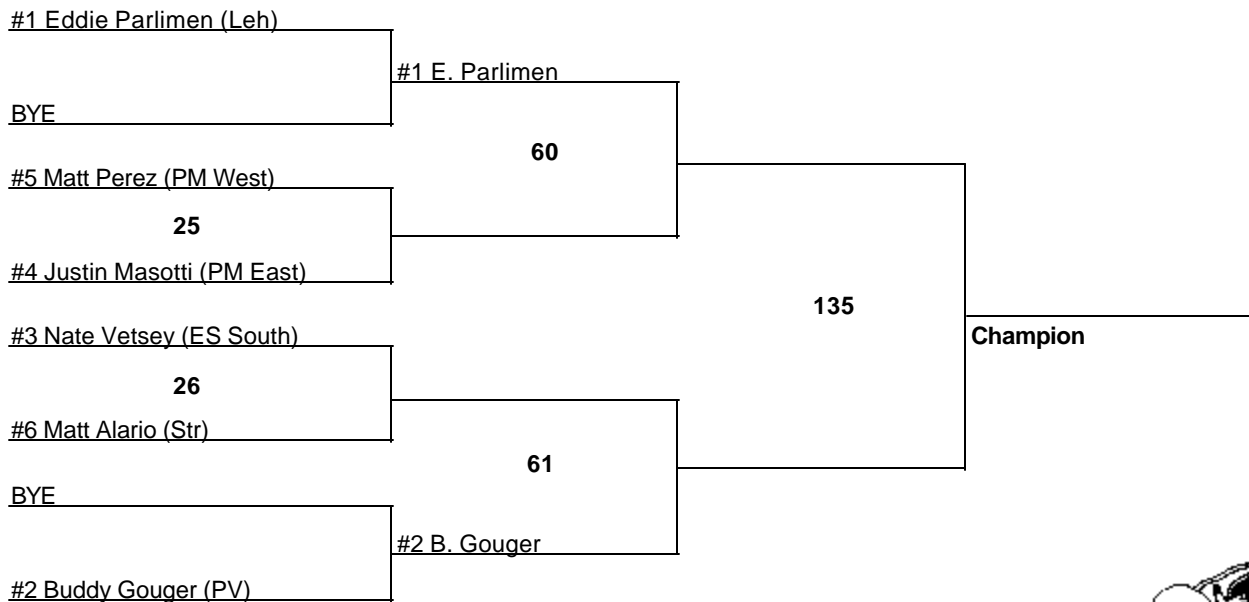 #1 Eddie Parlimen (Leh)
#1 E. Parlimen
BYE
60
#5 Matt Perez (PM West)
25
#4 Justin Masotti (PM East)
135
#3 Nate Vetsey (ES South)
Champion
26
#6 Matt Alario (Str)
61
BYE
#2 B. Gouger
#2 Buddy Gouger (PV)